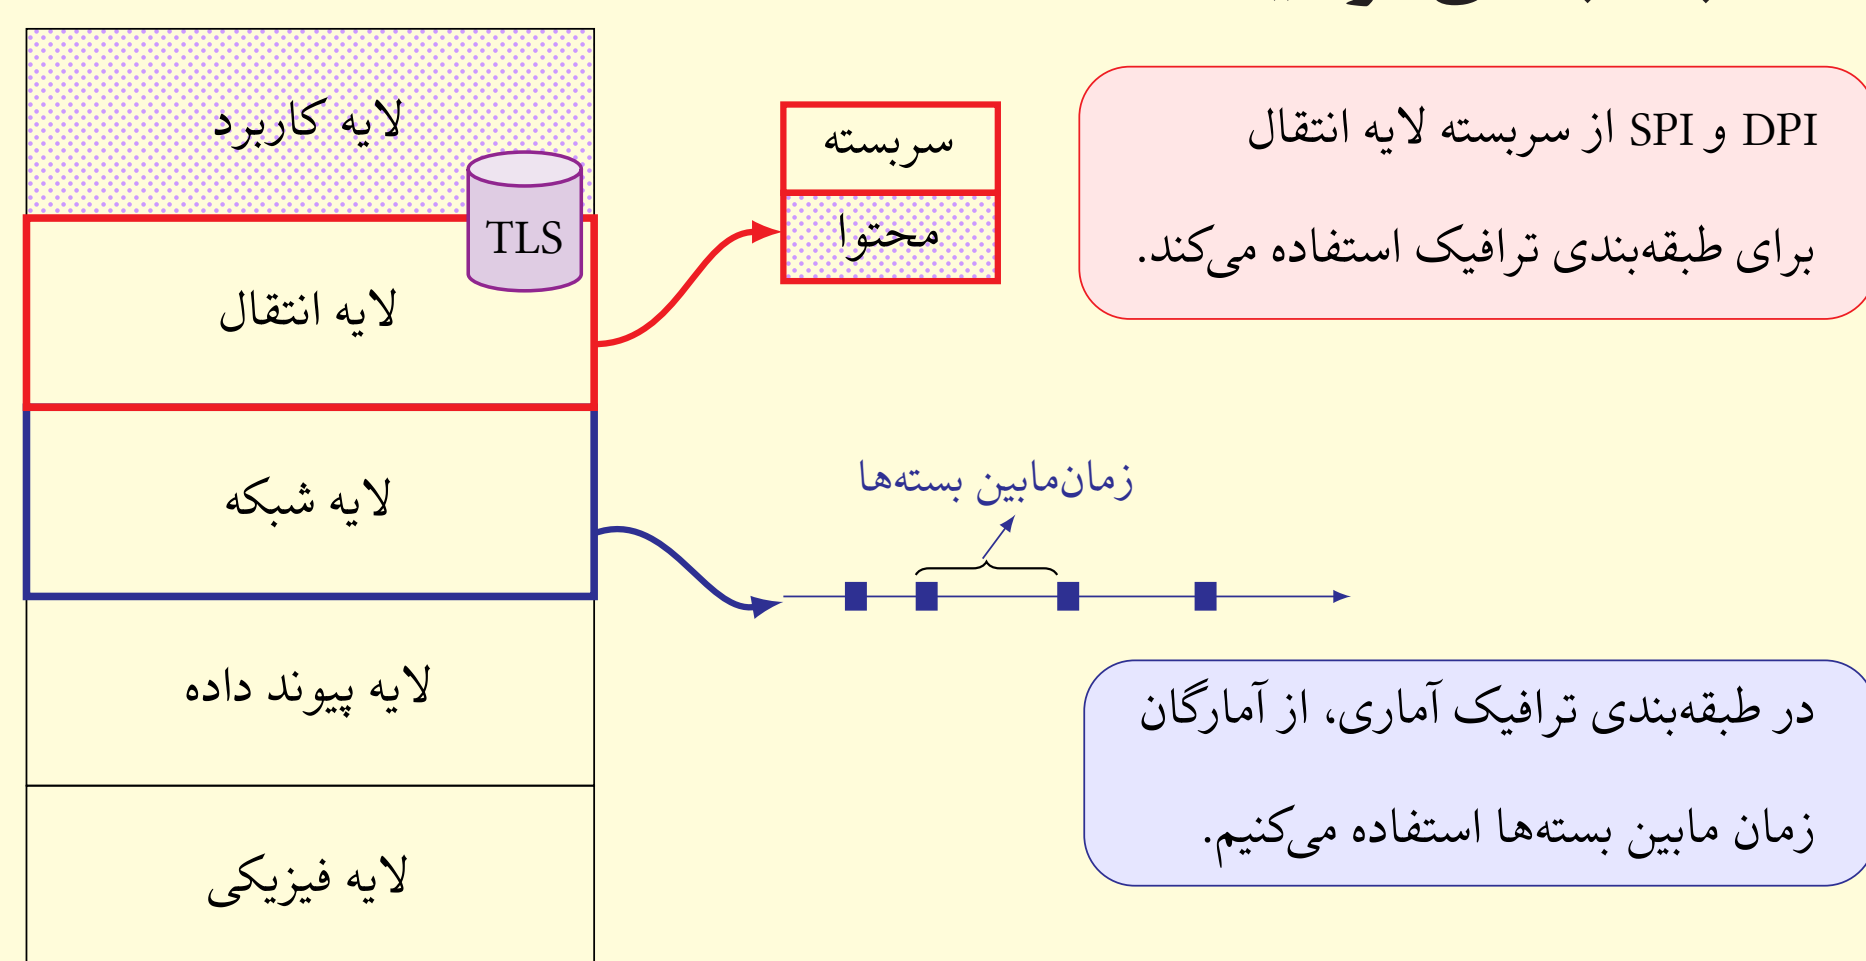 لایه کاربرد
TLS
لایه انتقال
لایه شبکه
لایه پیوند داده
لایه فیزیکی
سربسته
محتوا
DPI و SPI از سربسته لایه انتقال
برای طبقه‌بندی ترافیک استفاده می‌کند.
زمان‌مابین بسته‌ها
در طبقه‌بندی ترافیک آماری، از آمارگان
زمان مابین بسته‌ها استفاده می‌کنیم.